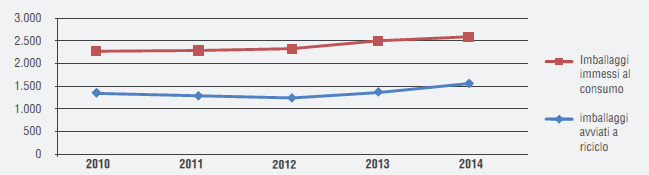 3.000
2.500
2.000
1.500
1.000
500
0
2010 2011 2012 2013 2014
Imballaggi
immessi al
consumo
imballaggi
avviati a
riciclo